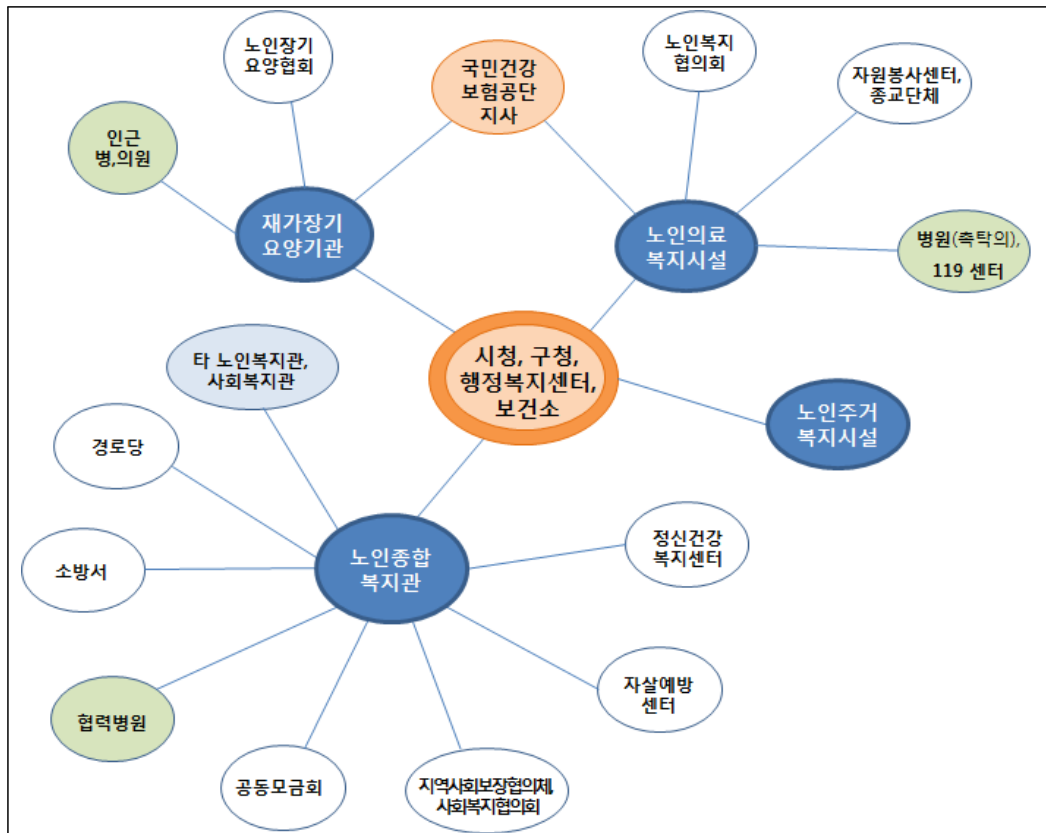 노인장기
요양협회
국민건강
보험공단
지사
노인복지
협의회
자원봉사센터,
종교단체
인근
병,의원
재가장기
요양기관
노인의료
복지시설
병원(촉탁의),
119 센터
시청, 구청,
행정복지센터,
보건소
타 노인복지관,
사회복지관
노인주거
복지시설
경로당
노인종합
복지관
정신건강
복지센터
소방서
자살예방
센터
협력병원
공동모금회
지역사회보장협의체,
사회복지협의회